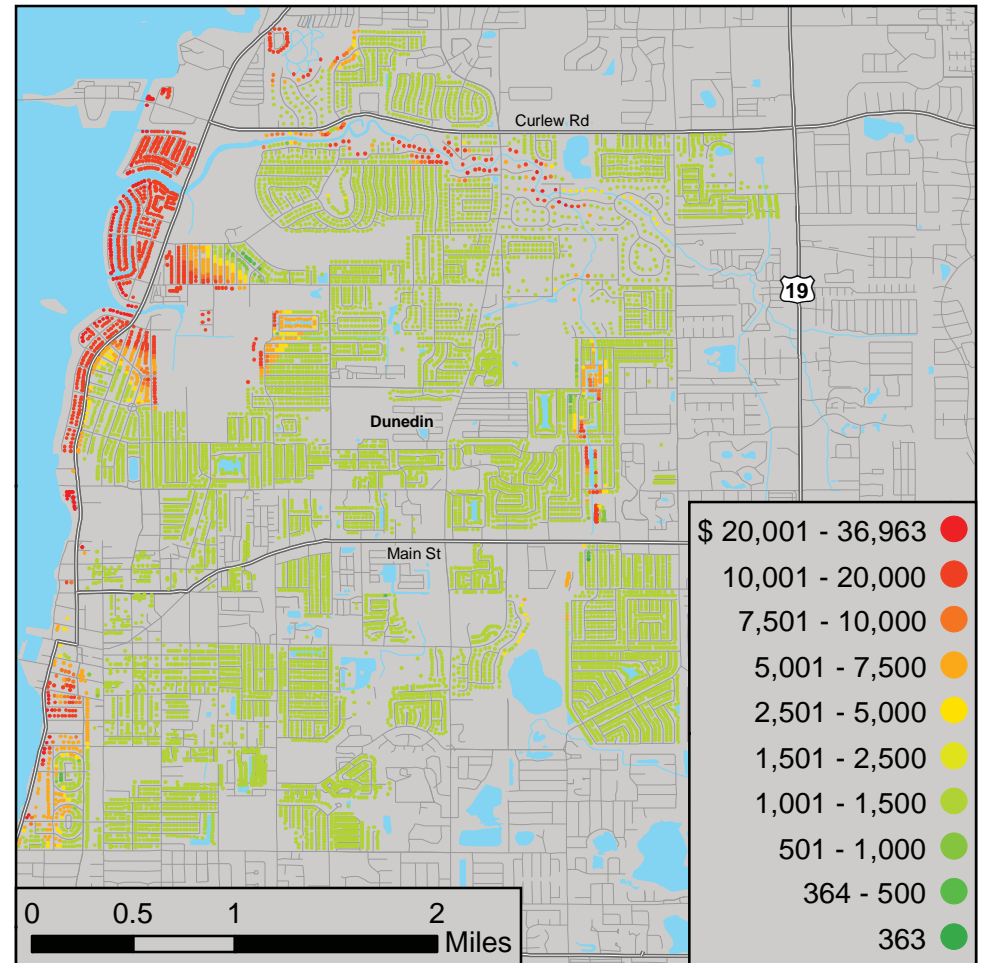 Curlew Rd
19
Dunedin
Main St
$ 20,001 - 36,963
10,001 - 20,000
7,501 - 10,000
5,001 - 7,500
2,501 - 5,000
1,501 - 2,500
1,001 - 1,500
501 - 1,000
364 - 500
363
0 0.5 1 2
Miles